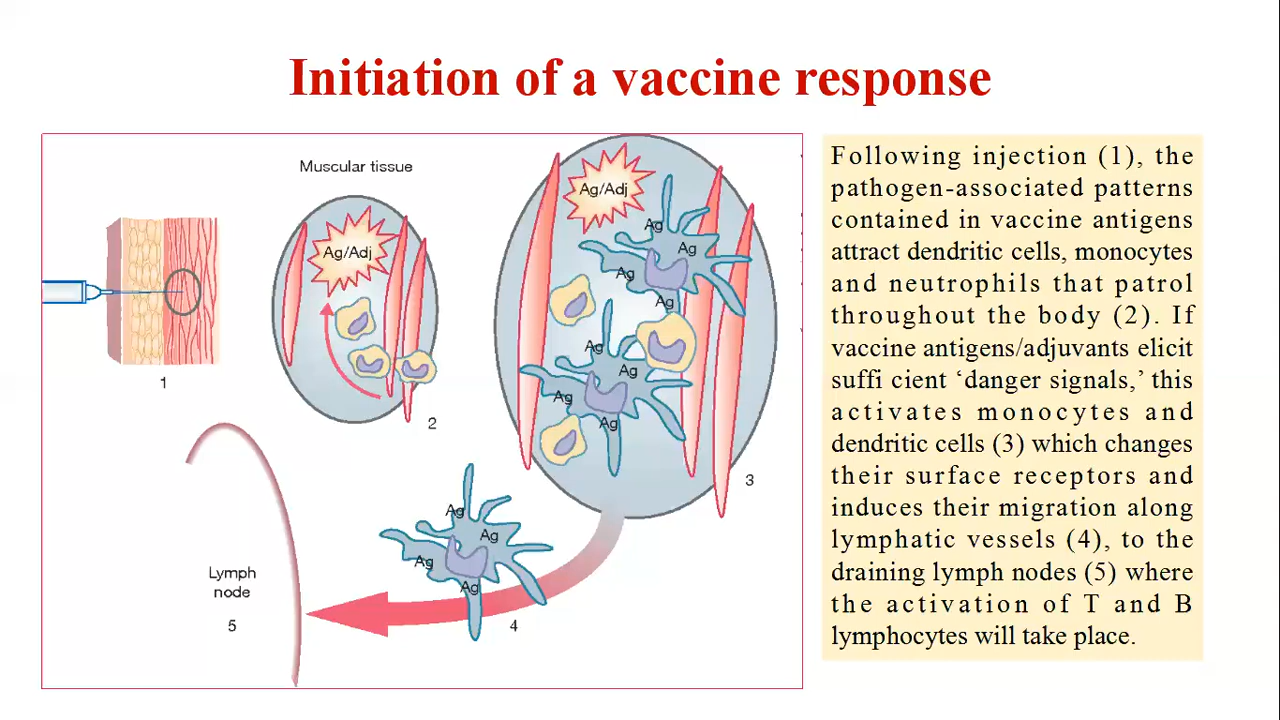 Initiation of a vaccine response
Muscular tissue
Ag/Adj
1
2
Ag/Adj
Ag
Ag
Ag
Ag
Ag
Ag
Ag
Ag
3
Ag
Ag
Ag
Ag
4
Lymph
node
5
Following injection (1), the
pathogen-associated patterns
contained in vaccine antigens
attract dendritic cells, monocytes
and neutrophils that patrol
throughout the body (2). If
vaccine antigens/adjuvants elicit
suffi cient ‘danger signals,’ this
activates monocytes and
dendritic cells (3) which changes
their surface receptors and
induces their migration along
lymphatic vessels (4), to the
draining lymph nodes (5) where
the activation of T and B
lymphocytes will take place.